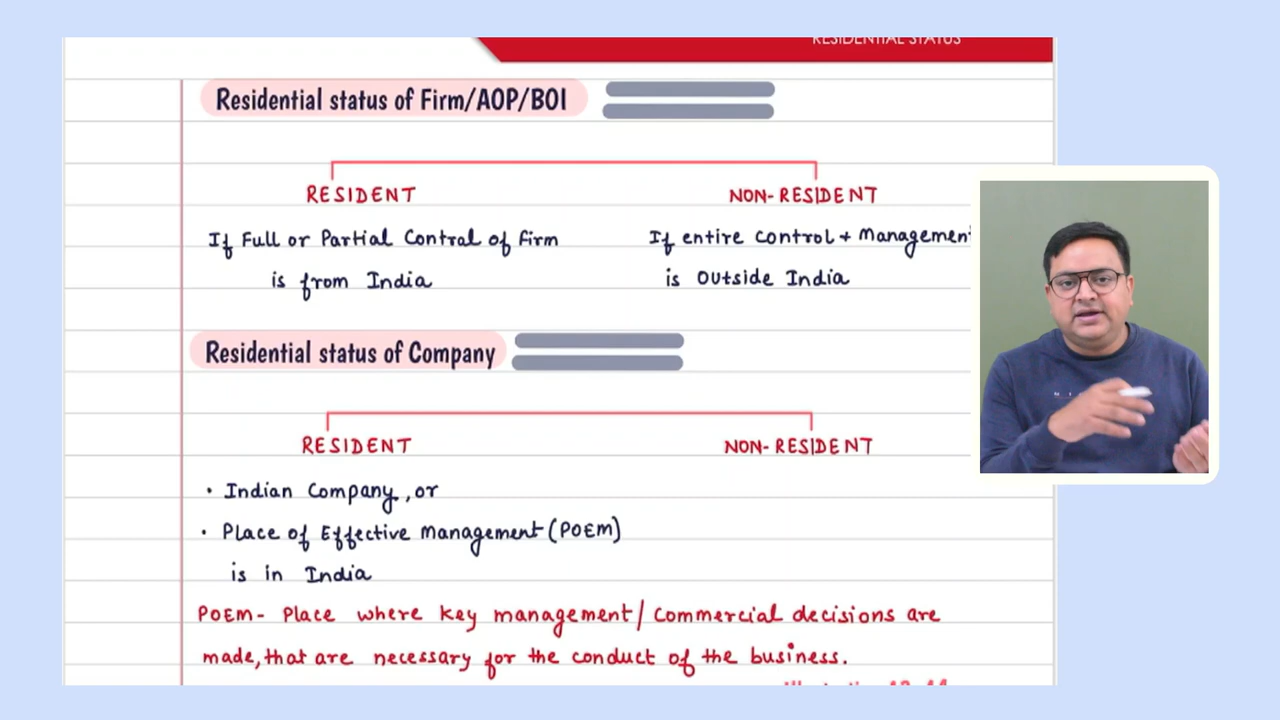 RESIDENTIAL STATUS
Residential status of Firm/AOP/BOI
RESIDENT
NON-RESIDENT
If Full or Partial Control of Firm
is from India
If entire control + Management
is outside India
Residential status of Company
RESIDENT
NON-RESIDENT
• Indian Company, or
• Place of Effective Management (POEM)
is in India
POEM- Place where key management/Commercial decisions are
made, that are necessary for the conduct of the business.